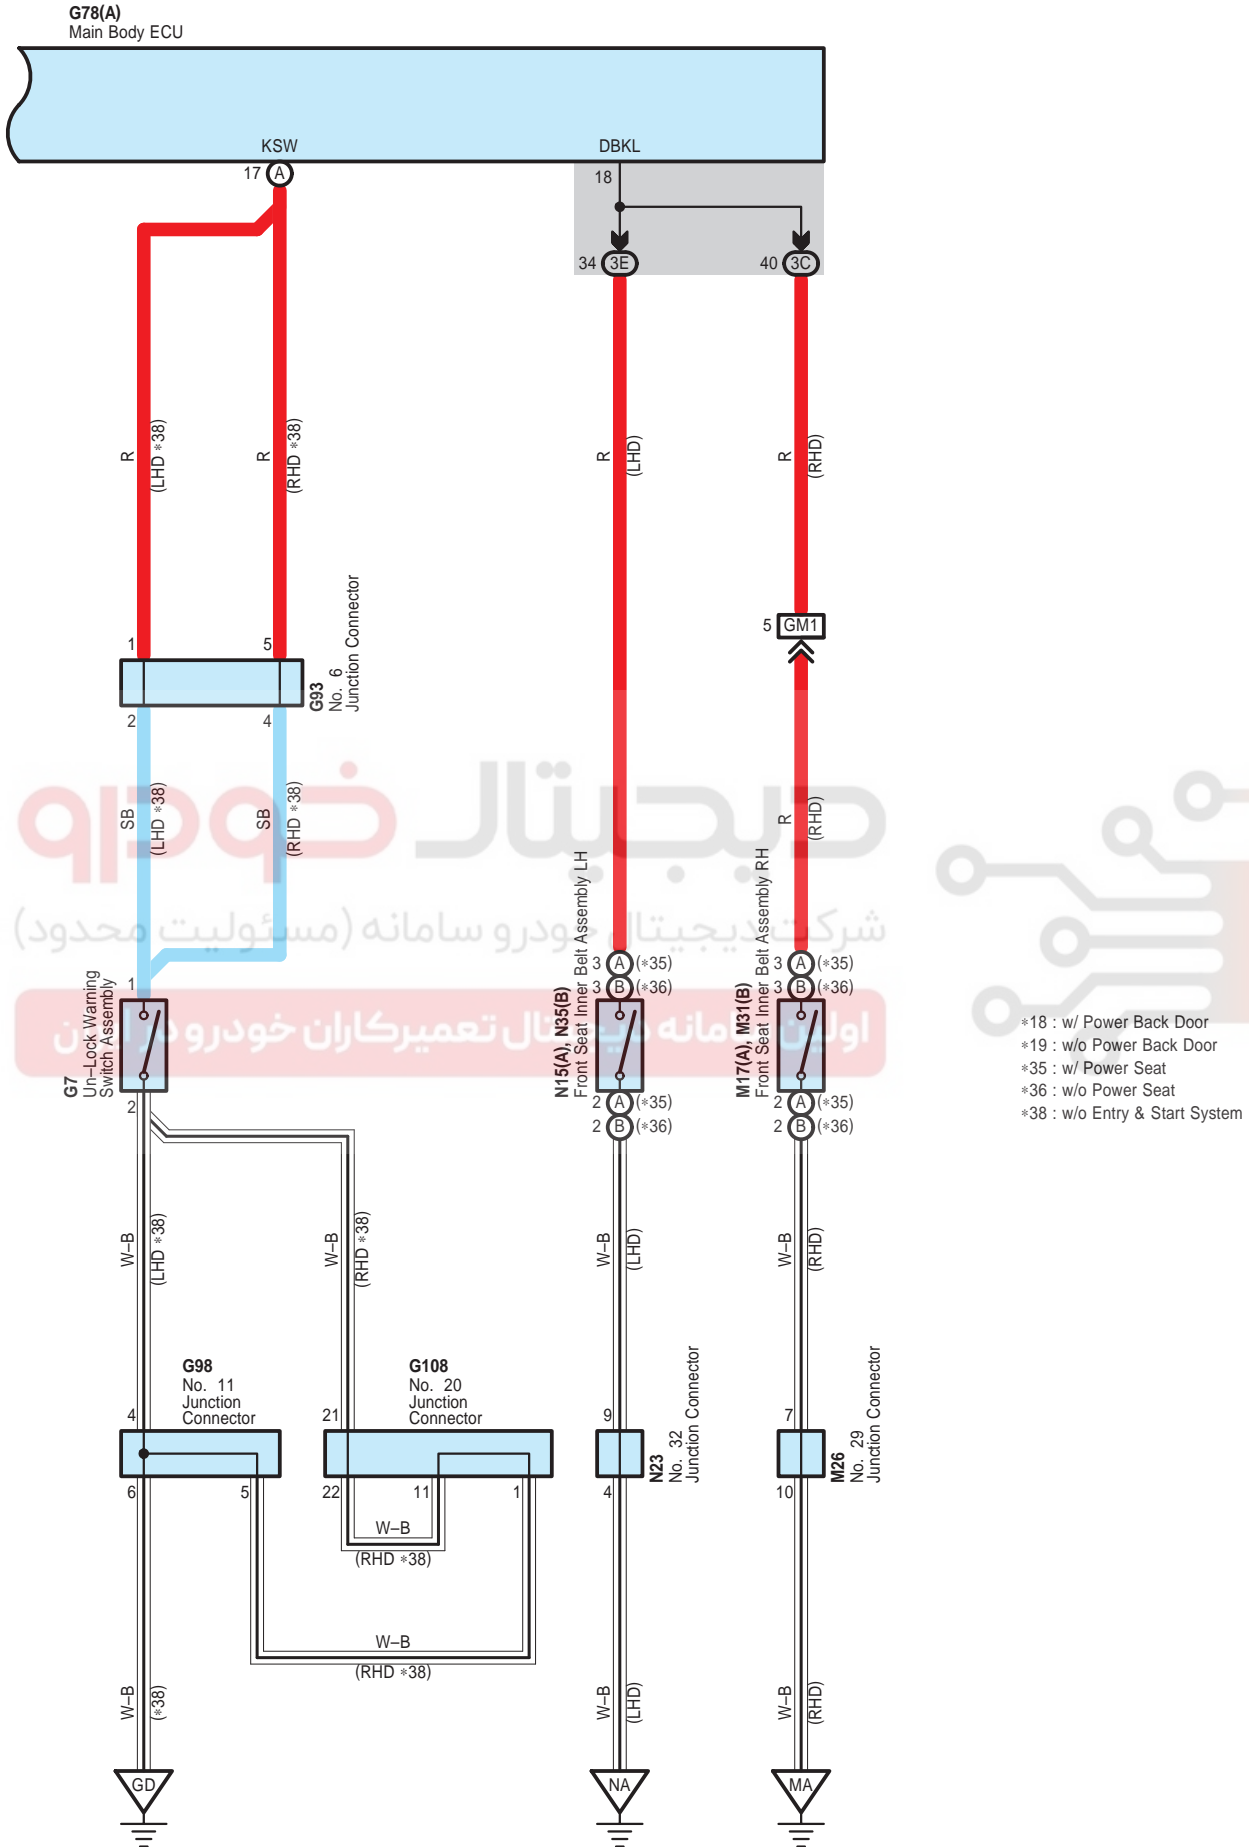 G78(A)
Main Body ECU
KSW
DBKL
17 A
18
34 3E
40 3C
R
(LHD *38)
R
(RHD *38)
R
(LHD)
R
(RHD)
5 GM1
1
5
G93
No. 6
Junction Connector
2
4
دیجیتال خودرو
SB
(LHD *38)
SB
(RHD *38)
R
(RHD)
شرکت دیجیتال خودرو سامانه (مسئولیت محدود)
1
3 A (*35)
3 B (*36)
3 A (*35)
3 B (*36)
اولین سامانه دیجیتال تعمیرکاران خودرو در ایران
G7
Un–Lock Warning
Switch Assembly
N15(A), N35(B)
Front Seat Inner Belt Assembly LH
M17(A), M31(B)
Front Seat Inner Belt Assembly RH
*18 : w/ Power Back Door
*19 : w/o Power Back Door
*35 : w/ Power Seat
*36 : w/o Power Seat
*38 : w/o Entry & Start System
2
2 A (*35)
2 B (*36)
2 A (*35)
2 B (*36)
W–B
(LHD *38)
W–B
(RHD *38)
W–B
(LHD)
W–B
(RHD)
G98
No. 11
Junction
Connector
G108
No. 20
Junction
Connector
4
21
9
7
N23
No. 32
Junction Connector
M26
No. 29
Junction Connector
6
5
22
11
1
4
10
W–B
(RHD *38)
W–B
(RHD *38)
W–B
(*38)
W–B
(LHD)
W–B
(RHD)
GD
NA
MA